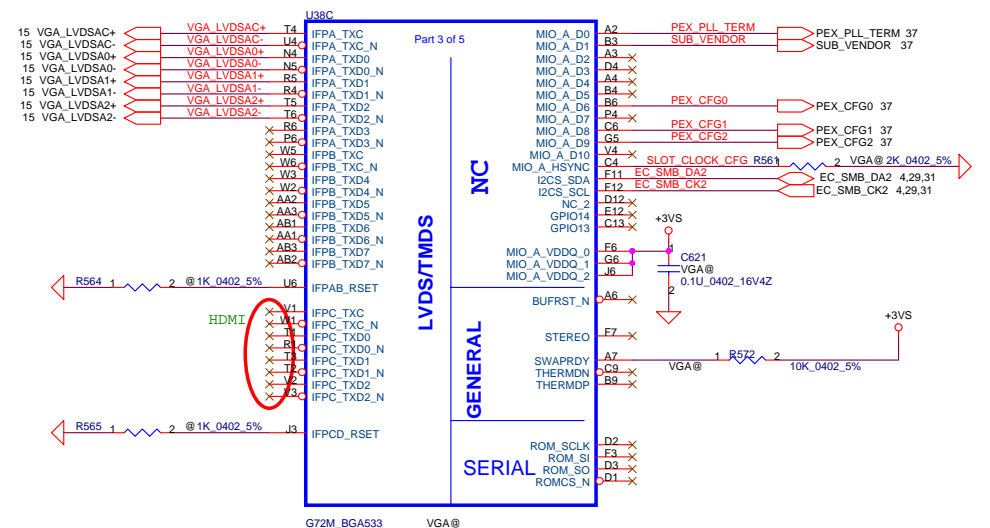 U38C
Part 3 of 5
15 VGA_LVDSAC+ VGA_LVDSAC+ T4 IFPA_TXC
15 VGA_LVDSAC- VGA_LVDSAC- U4 IFPA_TXC_N
15 VGA_LVDSA0+ VGA_LVDSA0+ N4 IFPA_TXD0
15 VGA_LVDSA0- VGA_LVDSA0- N5 IFPA_TXD0_N
15 VGA_LVDSA1+ VGA_LVDSA1+ R5 IFPA_TXD1
15 VGA_LVDSA1- VGA_LVDSA1- R4 IFPA_TXD1_N
15 VGA_LVDSA2+ VGA_LVDSA2+ T5 IFPA_TXD2
15 VGA_LVDSA2- VGA_LVDSA2- T6 IFPA_TXD2_N
R6 IFPA_TXD3
P6 IFPA_TXD3_N
W5 IFPB_TXC
W6 IFPB_TXC_N
W3 IFPB_TXD4
W2 IFPB_TXD4_N
AA2 IFPB_TXD5
AA3 IFPB_TXD5_N
AB1 IFPB_TXD6
AA1 IFPB_TXD6_N
AB3 IFPB_TXD7
AB2 IFPB_TXD7_N
R564 1 2 @1K_0402_5% U6 IFPAB_RSET
HDMI
V1 IFPC_TXC
W1 IFPC_TXC_N
T1 IFPC_TXD0
R1 IFPC_TXD0_N
T3 IFPC_TXD1
T2 IFPC_TXD1_N
V2 IFPC_TXD2
V3 IFPC_TXD2_N
R565 1 2 @1K_0402_5% J3 IFPCD_RSET
LVDS/TMDS
NC
GENERAL
SERIAL
MIO_A_D0 A2 PEX_PLL_TERM PEX_PLL_TERM 37
MIO_A_D1 B3 SUB_VENDOR SUB_VENDOR 37
MIO_A_D2 A3
MIO_A_D3 D4
MIO_A_D4 A4
MIO_A_D5 B4
MIO_A_D6 B6 PEX_CFG0 PEX_CFG0 37
MIO_A_D7 P4
MIO_A_D8 C6 PEX_CFG1 PEX_CFG1 37
MIO_A_D9 G5 PEX_CFG2 PEX_CFG2 37
MIO_A_D10 V4
MIO_A_HSYNC C4 SLOT_CLOCK_CFG R561 2 VGA@ 2K_0402_5%
I2CS_SDA F11 EC_SMB_DA2 EC_SMB_DA2 4,29,31
I2CS_SCL F12 EC_SMB_CK2 EC_SMB_CK2 4,29,31
NC_2 D12
GPIO14 E12
GPIO13 C13
+3VS
MIO_A_VDDQ_0 F6
MIO_A_VDDQ_1 G6
MIO_A_VDDQ_2 J6
1
C621
VGA@
0.1U_0402_16V4Z
2
BUFRST_N A6
+3VS
STEREO F7
SWAPRDY A7 VGA@ 1 R572 2 10K_0402_5%
THERMDN C9
THERMDP B9
ROM_SCLK D2
ROM_SI F3
ROM_SO D3
ROMCS_N D1
G72M_BGA533 VGA@